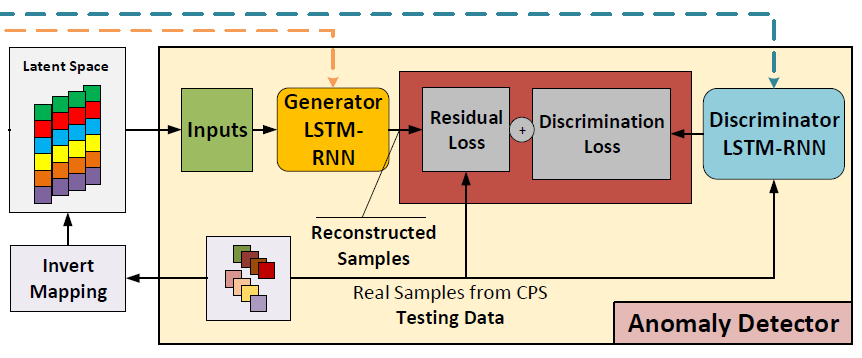 Latent Space
Inputs
Generator
LSTM-
RNN
Residual
Loss
+
Discrimination
Loss
Discriminator
LSTM-RNN
Reconstructed
Samples
Invert
Mapping
Real Samples from CPS
Testing Data
Anomaly Detector